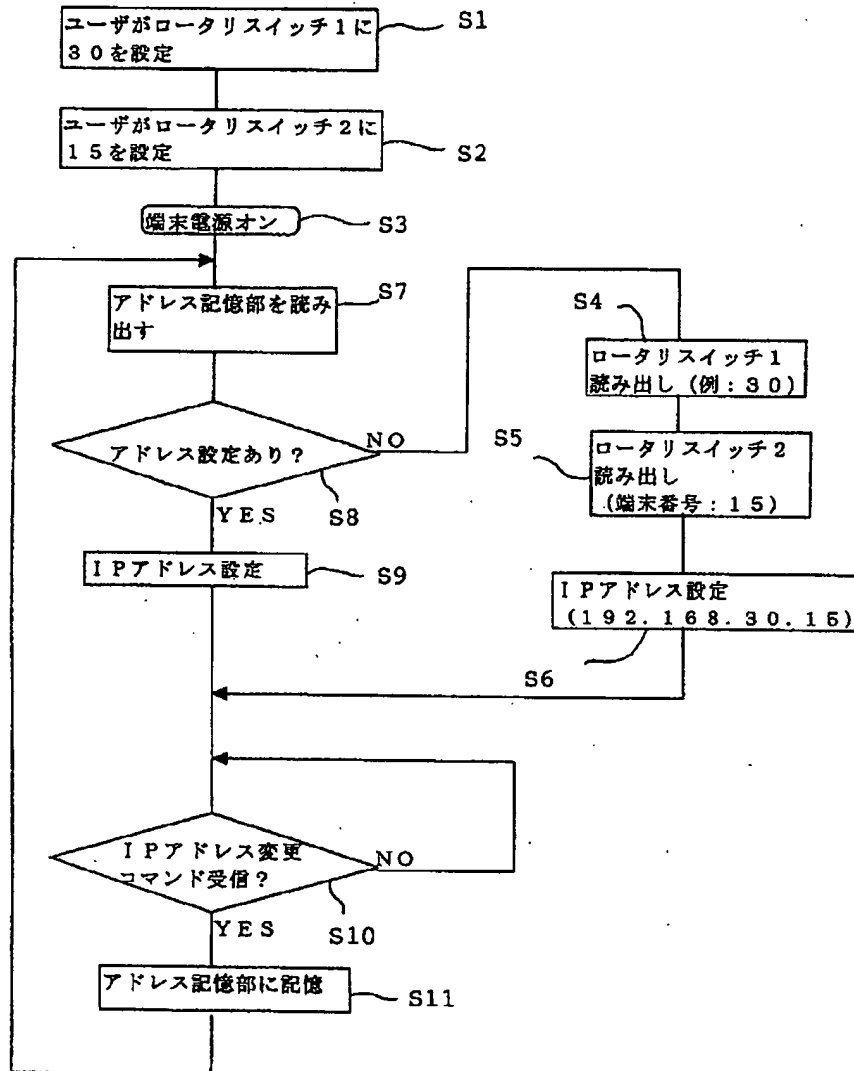 ユーザがロータリスイッチ1に
30を設定
S1
ユーザがロータリスイッチ2に
15を設定
S2
端末電源オン
S3
アドレス記憶部を読み
出す
S7
アドレス設定あり?
NO
S8
YES
S4
ロータリスイッチ1
読み出し(例:30)
S5
ロータリスイッチ2
読み出し
(端末番号:15)
IPアドレス設定
S9
IPアドレス設定
(192.168.30.15)
S6
IPアドレス変更
コマンド受信?
NO
S10
YES
アドレス記憶部に記憶
S11